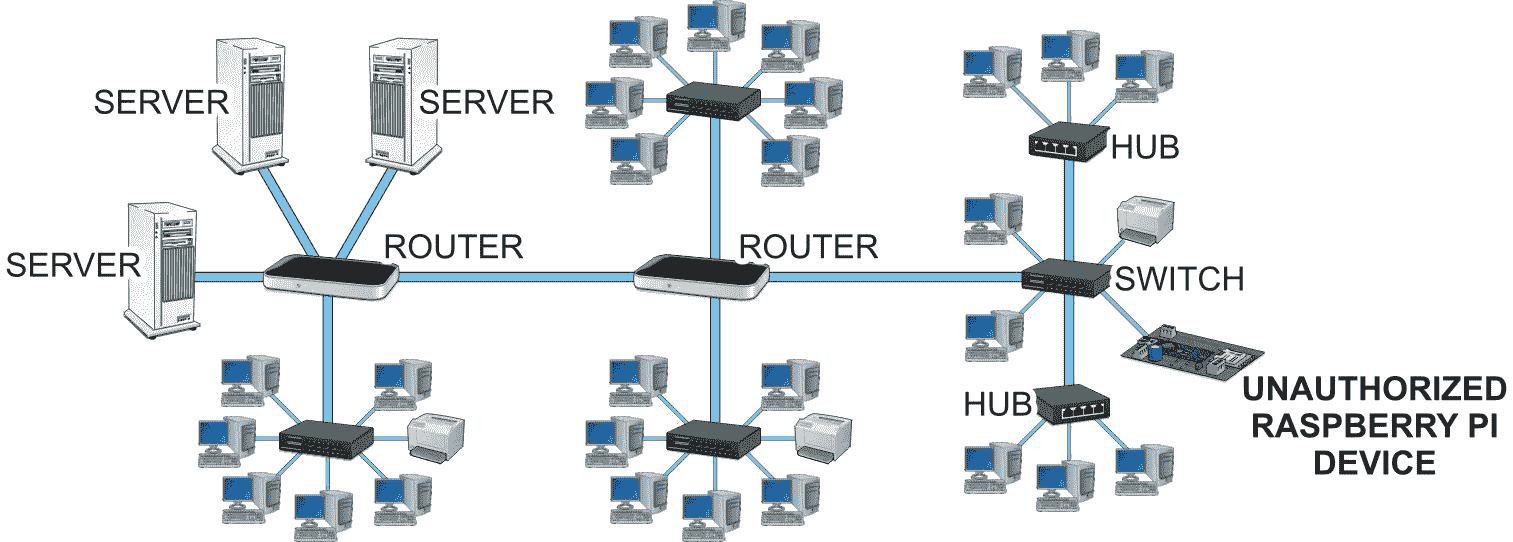 SERVER
SERVER
HUB
ROUTER
ROUTER
SERVER
SWITCH
HUB
UNAUTHORIZED
RASPBERRY PI
DEVICE